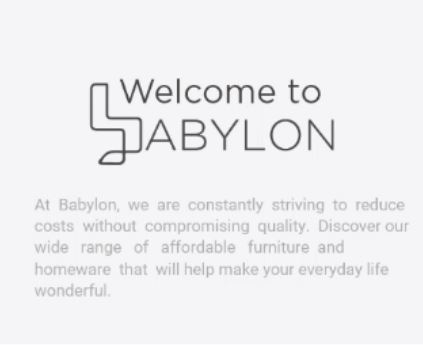 Welcome to
BABYLON
At Babylon, we are constantly striving to reduce
costs without compromising quality. Discover our
wide range of affordable furniture and
homeware that will help make your everyday life
wonderful.